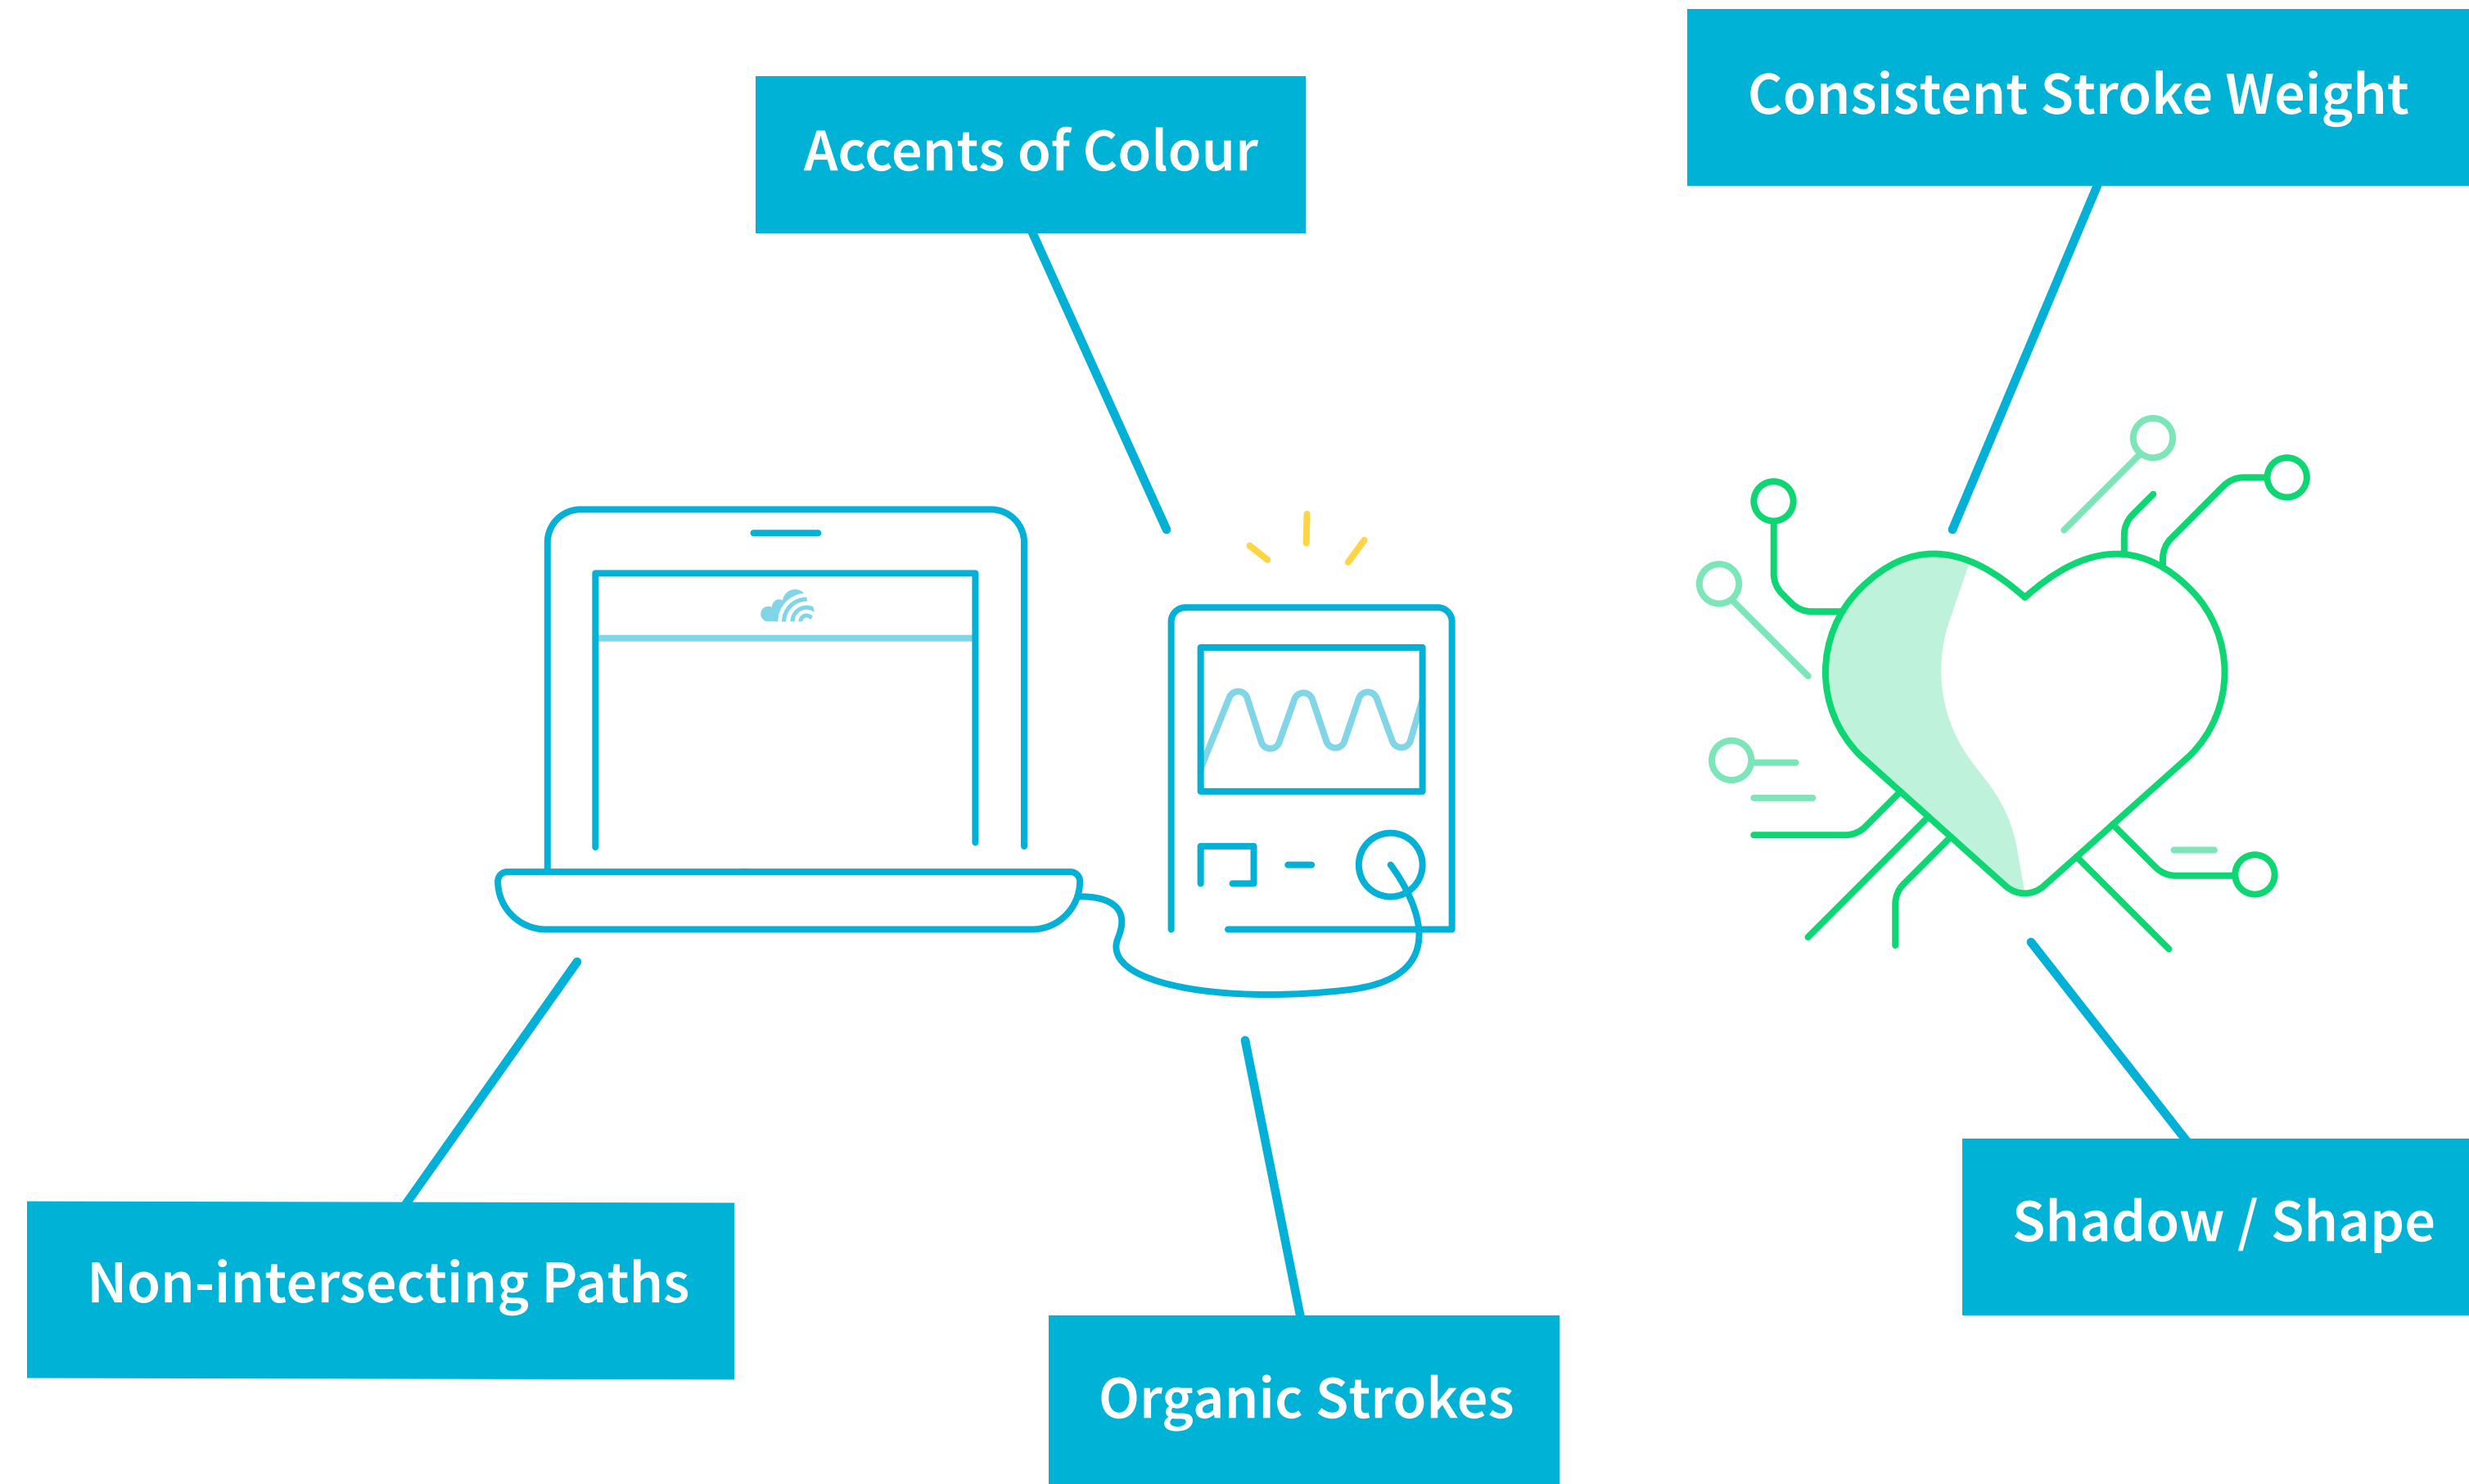 Consistent Stroke Weight
Accents of Colour
Shadow / Shape
Non-intersecting Paths
Organic Strokes